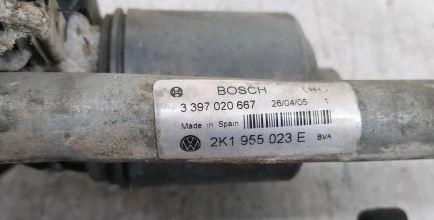 BOSCH
3 397 020 667 26/04/05 1
Made in Spain
2K1 955 023 E BVA